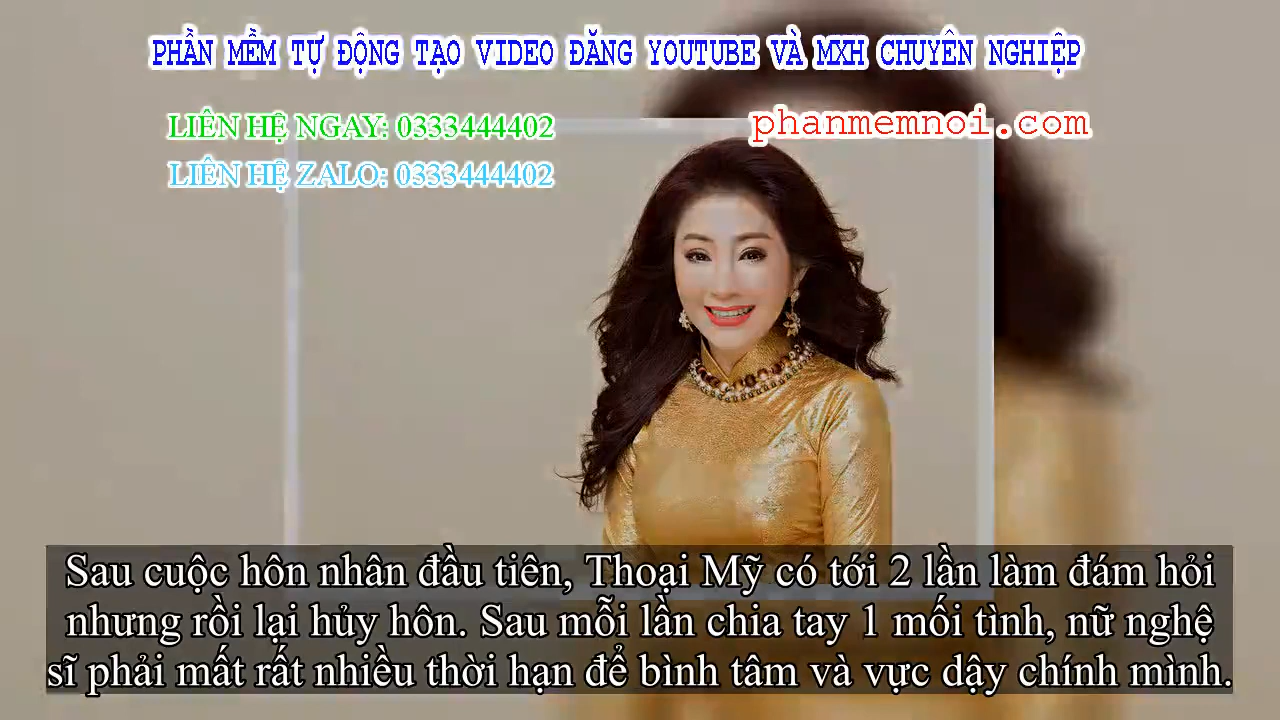 PHẦN MỀM TỰ ĐỘNG TẠO VIDEO ĐĂNG YOUTUBE VÀ MXH CHUYÊN NGHIỆP
LIÊN HỆ NGAY: 0333444402
phanmemnoi.com
LIÊN HỆ ZALO: 0333444402
Sau cuộc hôn nhân đầu tiên, Thoại Mỹ có tới 2 lần làm đám hỏi
nhưng rồi lại hủy hôn. Sau mỗi lần chia tay 1 mối tình, nữ nghệ
sĩ phải mất rất nhiều thời hạn để bình tâm và vực dậy chính mình.